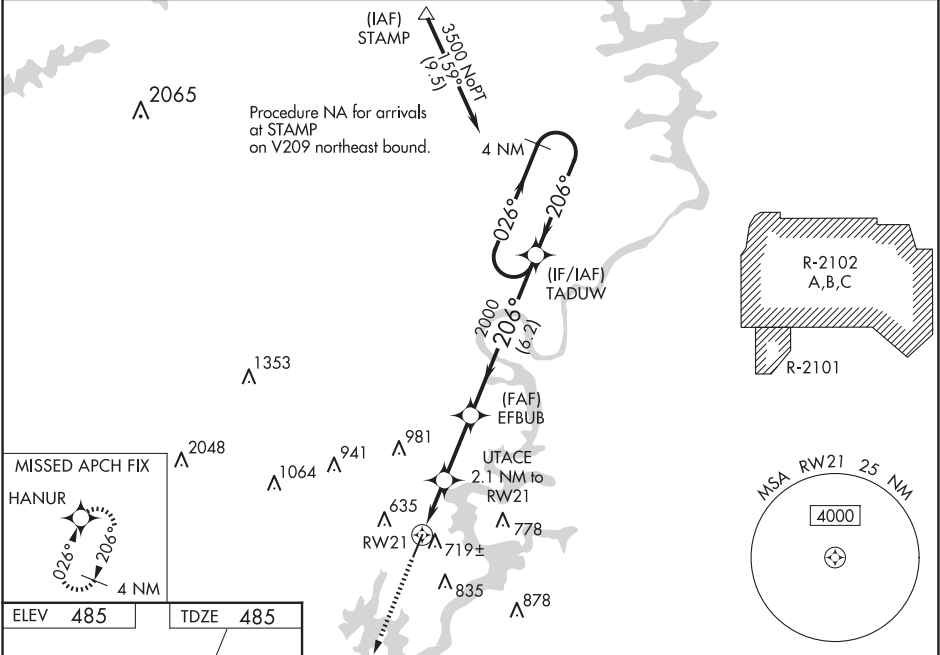 (IAF)
STAMP
3500 NoPT
159°
(9.5)
2065
Procedure NA for arrivals
at STAMP
on V209 northeast bound.
4 NM
026°
206°
(IF/IAF)
TADUW
R-2102
A,B,C
R-2101
2000
206°
(6.2)
1353
(FAF)
EFBUB
2048
1064
941
981
UTACE
2.1 NM to
RW21
635
778
RW21
719±
835
878
MISSED APCH FIX
HANUR
026°
206°
4 NM
MSA RW21 25 NM
4000
ELEV 485
TDZE 485